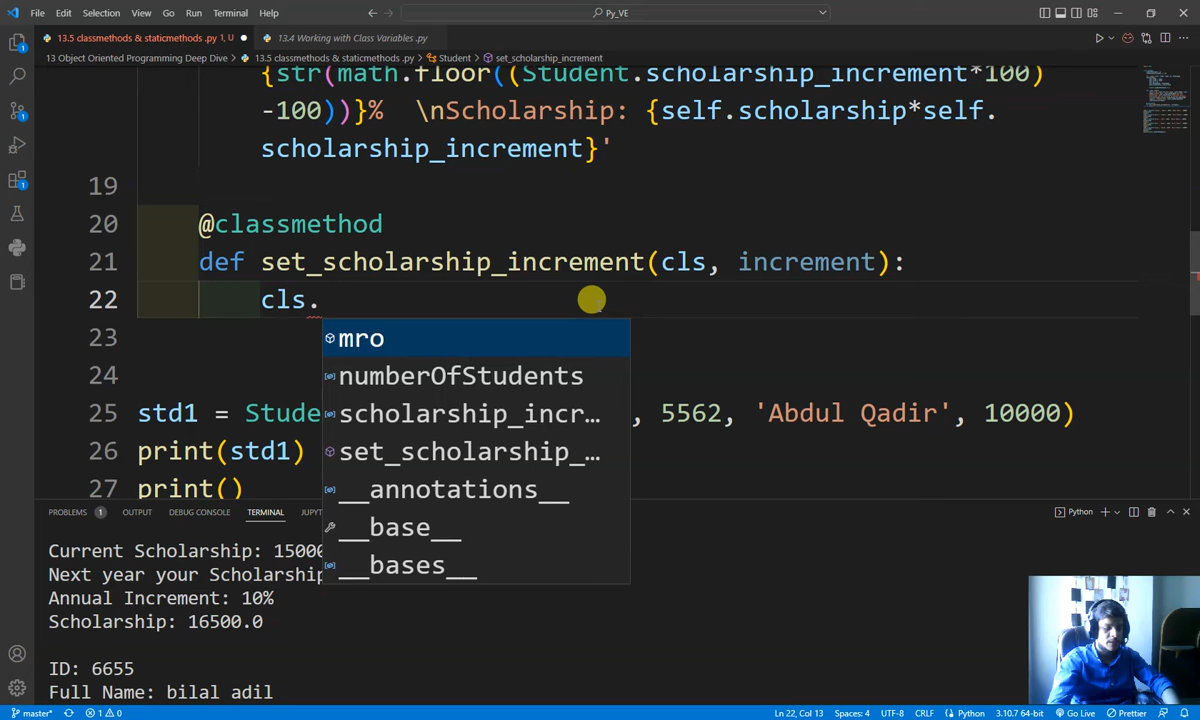 File Edit Selection View Go Run Terminal Help
Py_VE
13.5 classmethods & staticmethods .py 1, U
13.4 Working with Class Variables .py
13 Object Oriented Programming Deep Dive > 13.5 classmethods & staticmethods .py > Student > set_scholarship_increment
{str(math.floor((Student.scholarship_increment*100)
-100))}%  \nScholarship: {self.scholarship*self.
scholarship_increment}'
19
20 @classmethod
21 def set_scholarship_increment(cls, increment):
22 cls.
mro
23
numberOfStudents
24
25 std1 = Stude
scholarship_incr...
, 5562, 'Abdul Qadir', 10000)
26 print(std1)
set_scholarship_...
27 print()
__annotations__
__base__
__bases__
PROBLEMS 1 OUTPUT DEBUG CONSOLE TERMINAL JUPYT
Python
Current Scholarship: 15000
Next year your Scholarship
Annual Increment: 10%
Scholarship: 16500.0
ID: 6655
Full Name: bilal adil
master* 1 0 Ln 22, Col 13 Spaces: 4 UTF-8 CRLF Python 3.10.7 64-bit Go Live Prettier